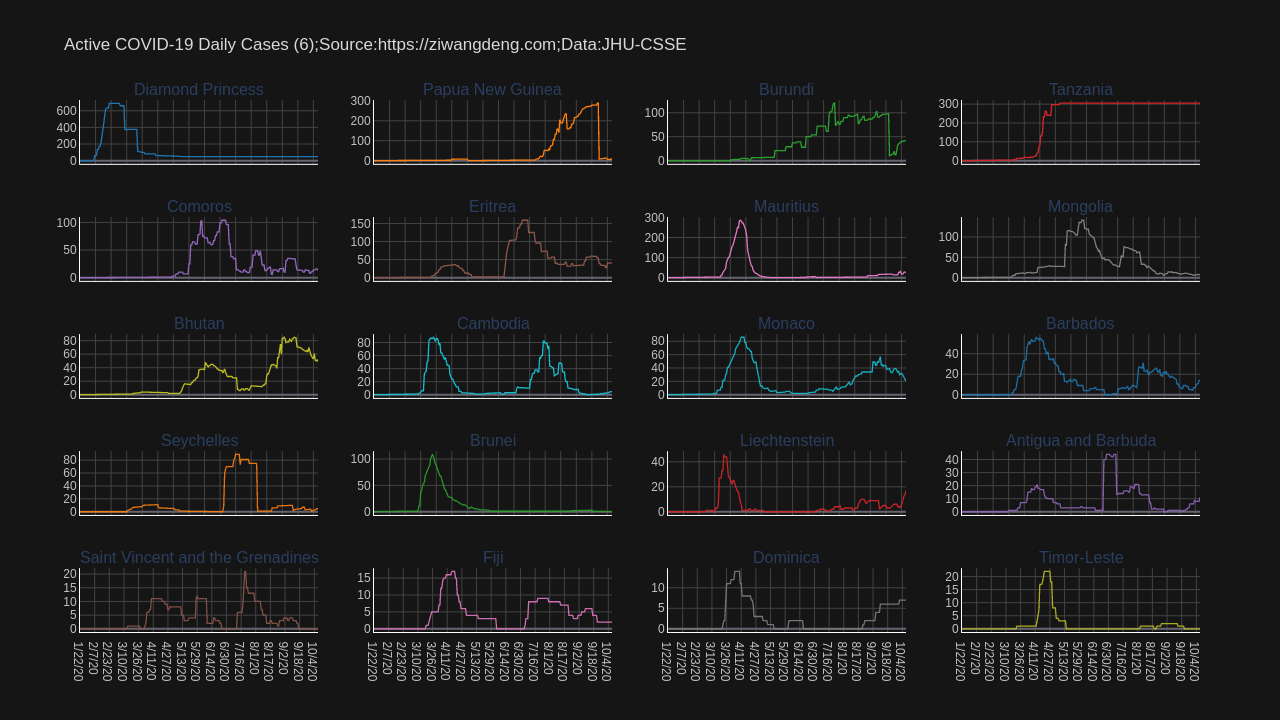 Active COVID-19 Daily Cases (6);Source:https://ziwangdeng.com;Data:JHU-CSSE
Diamond Princess Papua New Guinea Burundi Tanzania
600 300 100 300
400 200 50 200
200 100 0 100
0 0 0
Comoros Eritrea Mauritius Mongolia
100 150 300 100
50 100 200 50
0 50 100 0
0 0
Bhutan Cambodia Monaco Barbados
80 80 80 40
60 60 60 20
40 40 40 0
20 20 20
0 0 0
Seychelles Brunei Liechtenstein Antigua and Barbuda
80 100 40 40
60 50 20 30
40 0 0 20
20 10
0 0
Saint Vincent and the Grenadines Fiji Dominica Timor-Leste
20 15 10 20
15 10 5 15
10 5 0 10
5 0 5
0 0
1/22/20 2/7/20 2/23/20 3/10/20 3/26/20 4/11/20 4/27/20 5/13/20 5/29/20 6/14/20 6/30/20 7/16/20 8/1/20 8/17/20 9/2/20 9/18/20 10/4/20
1/22/20 2/7/20 2/23/20 3/10/20 3/26/20 4/11/20 4/27/20 5/13/20 5/29/20 6/14/20 6/30/20 7/16/20 8/1/20 8/17/20 9/2/20 9/18/20 10/4/20
1/22/20 2/7/20 2/23/20 3/10/20 3/26/20 4/11/20 4/27/20 5/13/20 5/29/20 6/14/20 6/30/20 7/16/20 8/1/20 8/17/20 9/2/20 9/18/20 10/4/20
1/22/20 2/7/20 2/23/20 3/10/20 3/26/20 4/11/20 4/27/20 5/13/20 5/29/20 6/14/20 6/30/20 7/16/20 8/1/20 8/17/20 9/2/20 9/18/20 10/4/20